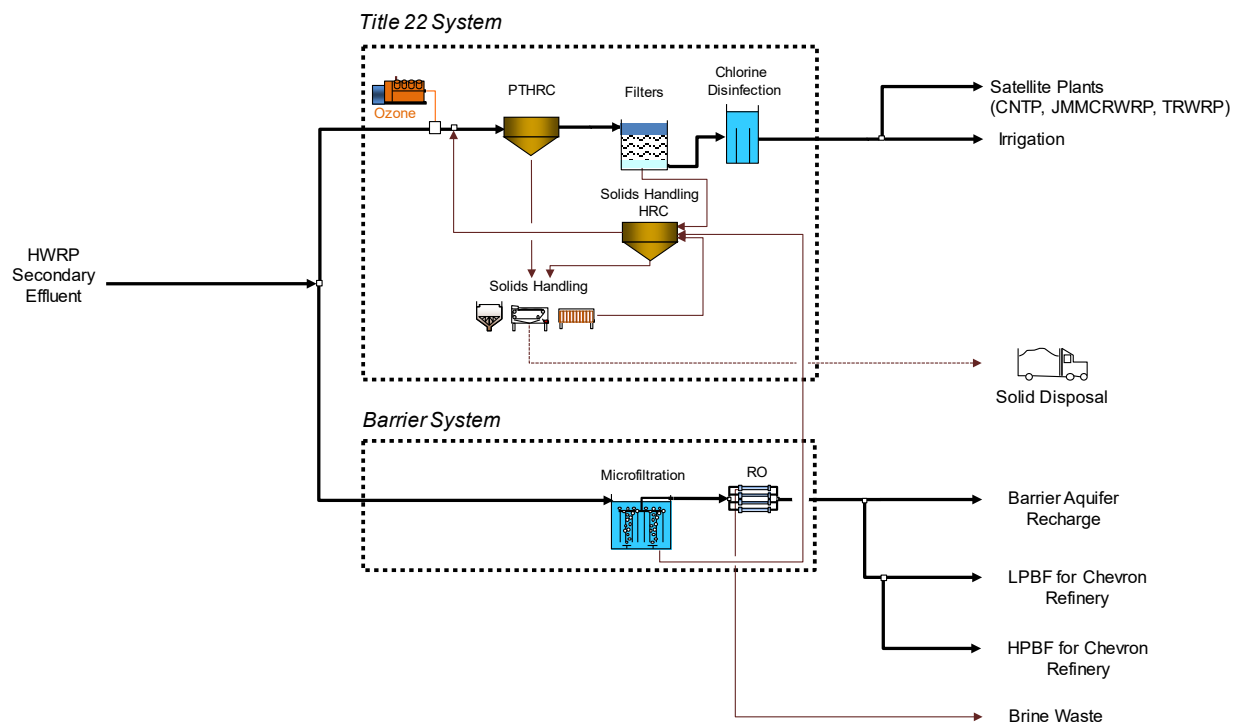 Title 22 System
Ozone
PTHRC
Filters
Chlorine
Disinfection
Satellite Plants
(CNTP, JMMCRWRP, TRWRP)
Irrigation
Solids Handling
HRC
HWRP
Secondary
Effluent
Solids Handling
Solid Disposal
Barrier System
Microfiltration
RO
Barrier Aquifer
Recharge
LPBF for Chevron
Refinery
HPBF for Chevron
Refinery
Brine Waste